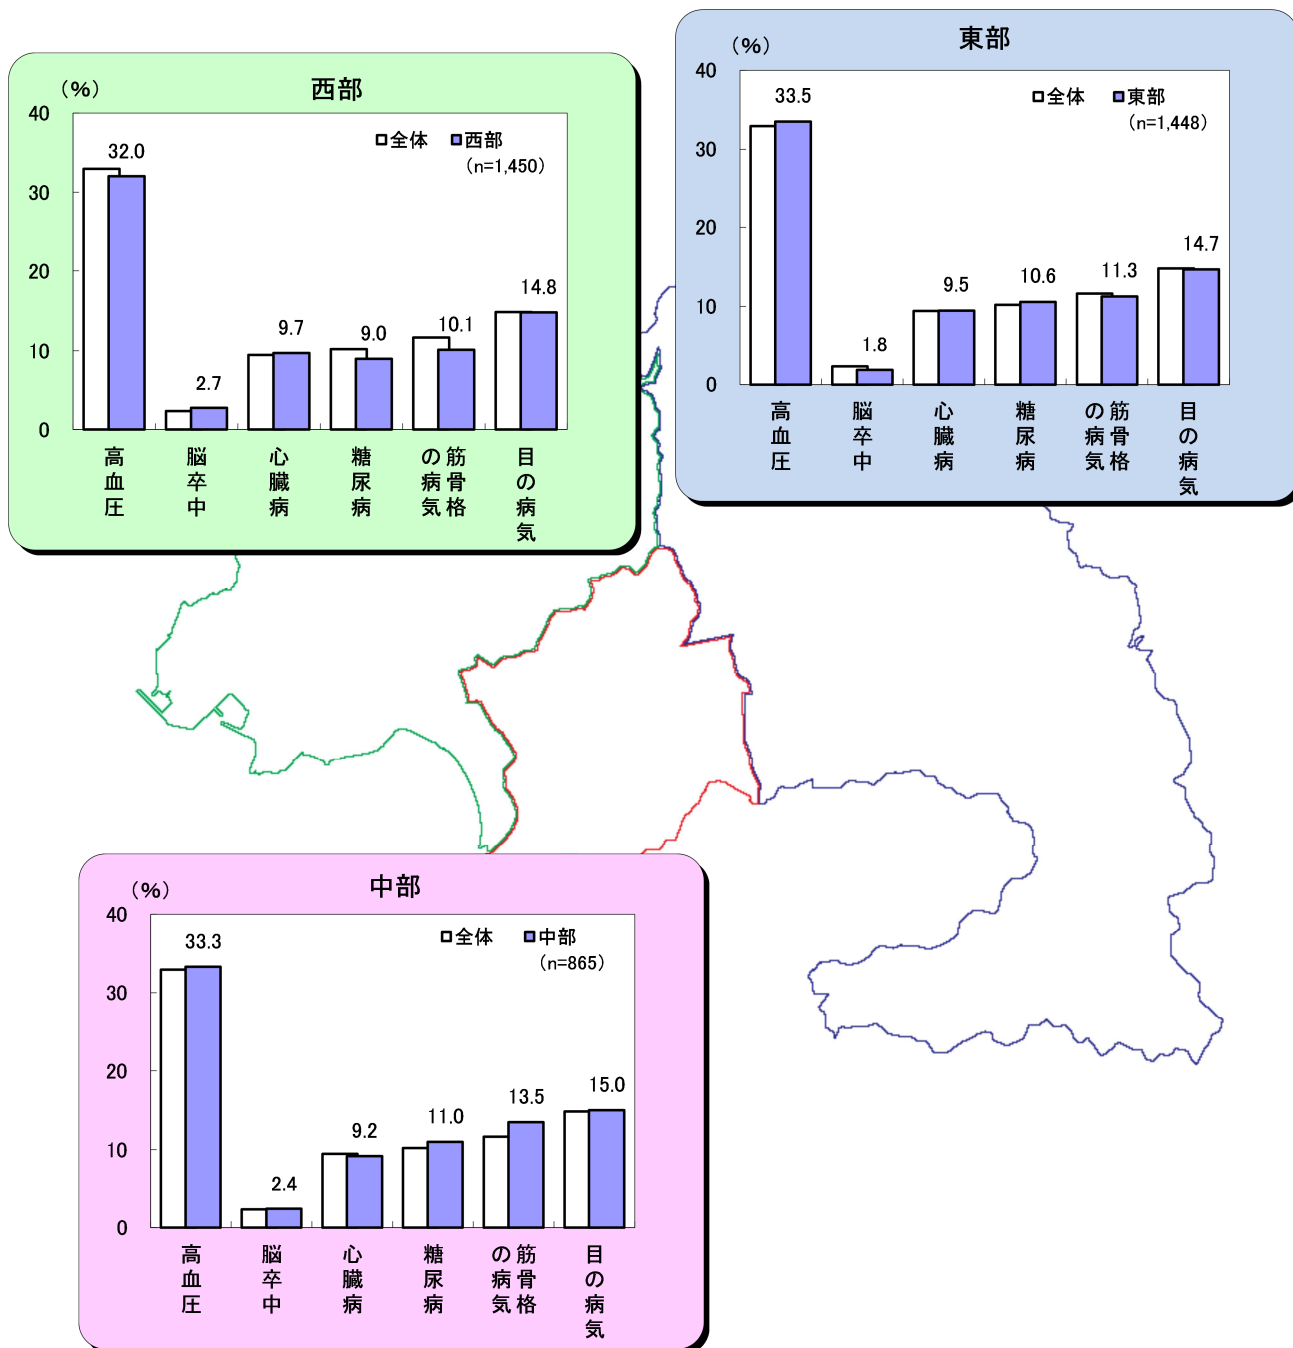 西部
（%）
40
30
20
10
0
全体
西部
（n=1,450）
32.0
2.7
9.7
9.0
10.1
14.8
高血圧
脳卒中
心臓病
糖尿病
筋骨格
の病気
目の病気
東部
（%）
40
30
20
10
0
全体
東部
（n=1,448）
33.5
1.8
9.5
10.6
11.3
14.7
高血圧
脳卒中
心臓病
糖尿病
筋骨格
の病気
目の病気
中部
（%）
40
30
20
10
0
全体
中部
（n=865）
33.3
2.4
9.2
11.0
13.5
15.0
高血圧
脳卒中
心臓病
糖尿病
筋骨格
の病気
目の病気